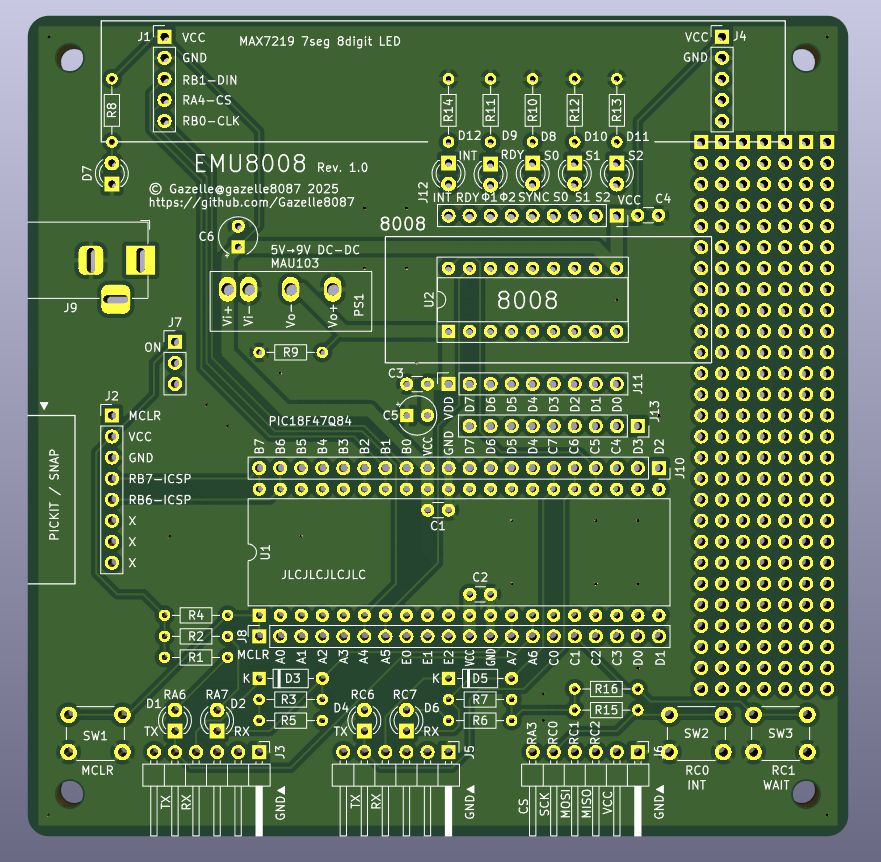 J1
VCC
MAX7219 7seg 8digit LED
VCC
J4
GND
GND
RB1-DIN
RA4-CS
RB0-CLK
R8
R14
R11
R10
R12
R13
D12
D9
D8
D10
D11
INT
RDY
S0
S1
S2
EMU8008 Rev. 1.0
D7
© Gazelle@gazelle8087 2025
https://github.com/Gazelle8087
J12
INT RDY Φ1 Φ2 SYNC S0 S1 S2
VCC
C4
C6
+
8008
5V→9V DC-DC
MAU103
J9
Vi+
Vi-
Vo-
Vo+
PS1
U2
8008
J7
ON
R9
C3
J11
VDD D7 D6 D5 D4 D3 D2 D1 D0
J2
MCLR
VCC
GND
RB7-ICSP
RB6-ICSP
X
X
X
PICKIT / SNAP
PIC18F47Q84
C5
+
J13
B7 B6 B5 B4 B3 B2 B1 B0 VCC GND D7 D6 D5 D4 C7 C6 C5 C4 D3 D2
J10
C1
U1
JLCJLCJLCJLC
C2
R4
R2
R1
J8
MCLR A0 A1 A2 A3 A4 A5 E0 E1 E2 VCC GND A7 A6 C0 C1 C2 C3 D0 D1
K
D3
K
D5
R3
R7
R16
R5
R6
R15
D1
RA6
RA7
D2
D4
RC6
RC7
D6
TX
RX
TX
RX
J3
J5
RA3
RC0
RC1
RC2
J6
SW1
MCLR
SW2
RC0
INT
SW3
RC1
WAIT
TX
RX
GND▲
TX
RX
GND▲
CS
SCK
MOSI
MISO
VCC
GND▲